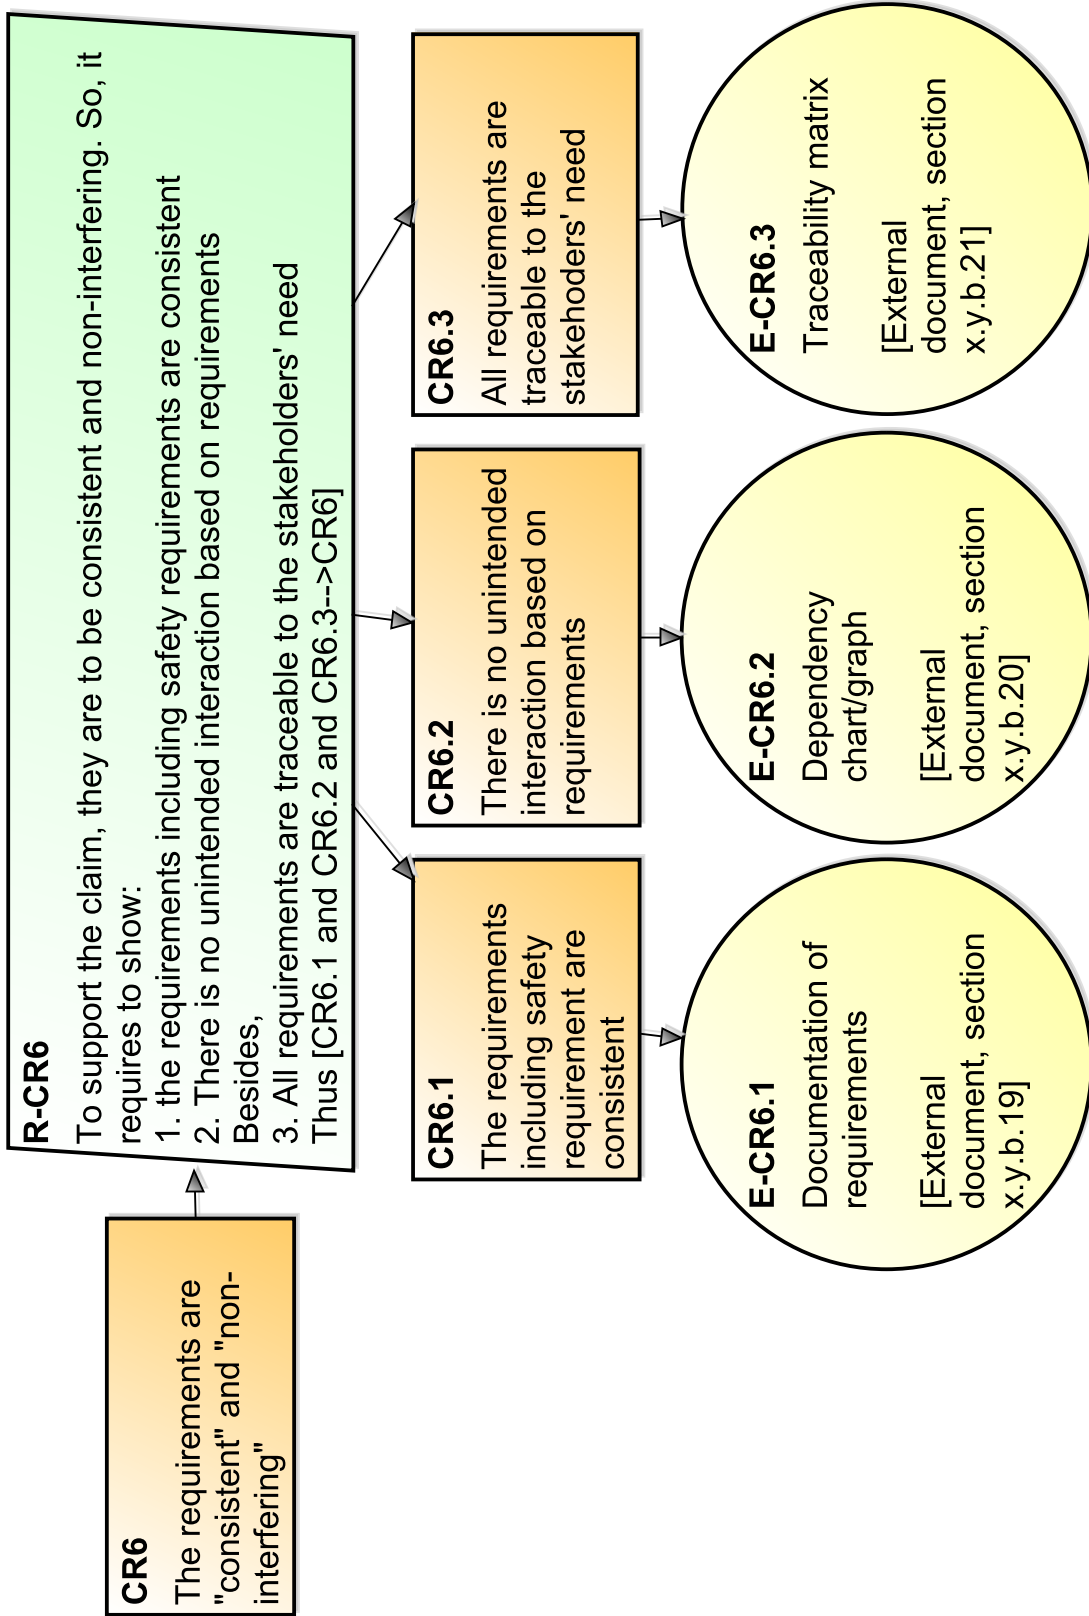 CR6
The requirements are
"consistent" and "non-
interfering"
R-CR6
To support the claim, they are to be consistent and non-interfering. So, it
requires to show:
1. the requirements including safety requirements are consistent
2. There is no unintended interaction based on requirements
Besides,
3. All requirements are traceable to the stakeholders' need
Thus [CR6.1 and CR6.2 and CR6.3-->CR6]
CR6.1
The requirements
including safety
requirement are
consistent
CR6.2
There is no unintended
interaction based on
requirements
CR6.3
All requirements are
traceable to the
stakehoders' need
E-CR6.1
Documentation of
requirements
[External
document, section
x.y.b.19]
E-CR6.2
Dependency
chart/graph
[External
document, section
x.y.b.20]
E-CR6.3
Traceability matrix
[External
document, section
x.y.b.21]